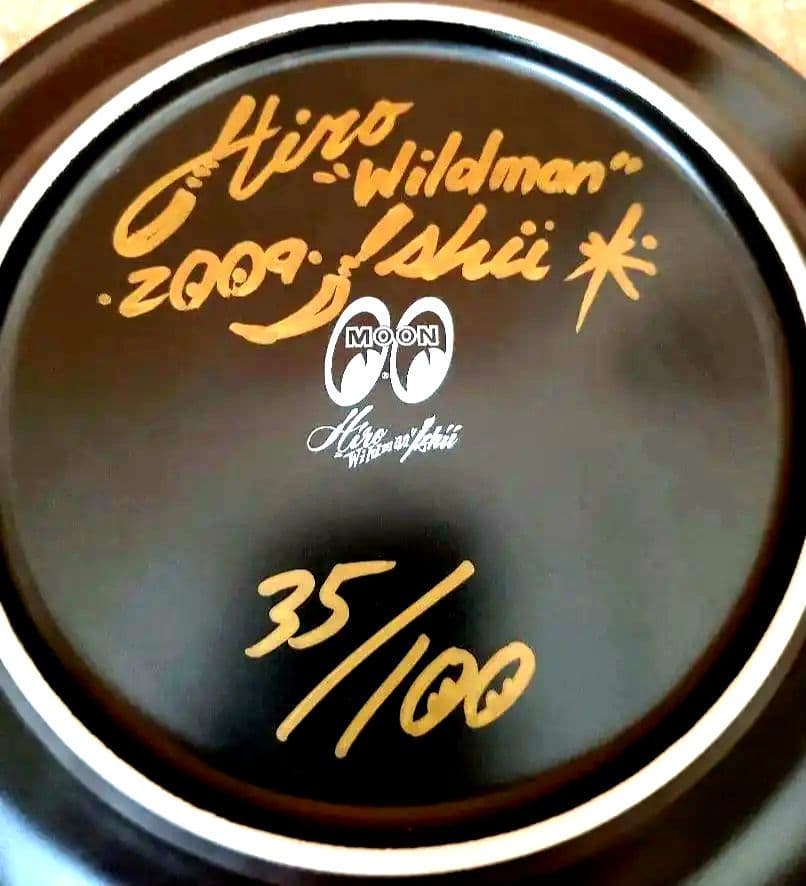 Hiro
"Wildman"
.2009. Ishii
MOON
®
Hiro
"Wildman" Ishii
35/100